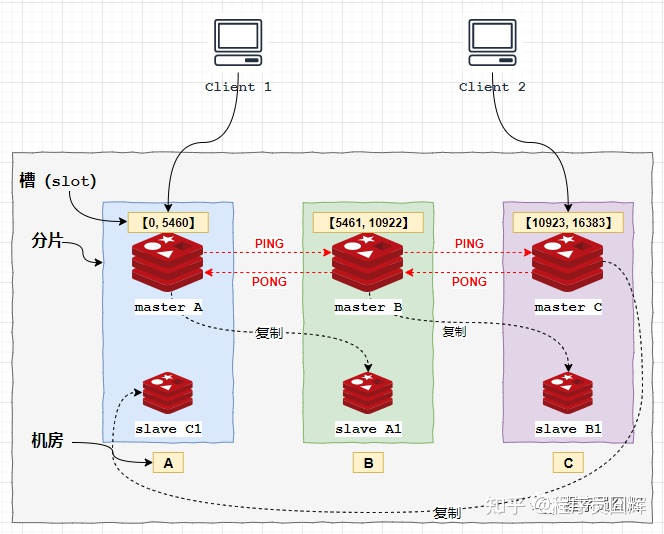 Client 1
Client 2
槽（slot）
【0,5460】
【5461,10922】
【10923,16383】
分片
PING
PING
PONG
PONG
master A
master B
master C
复制
复制
slave C1
slave A1
slave B1
机房
A
B
C
复制
知乎 @程序员囧辉